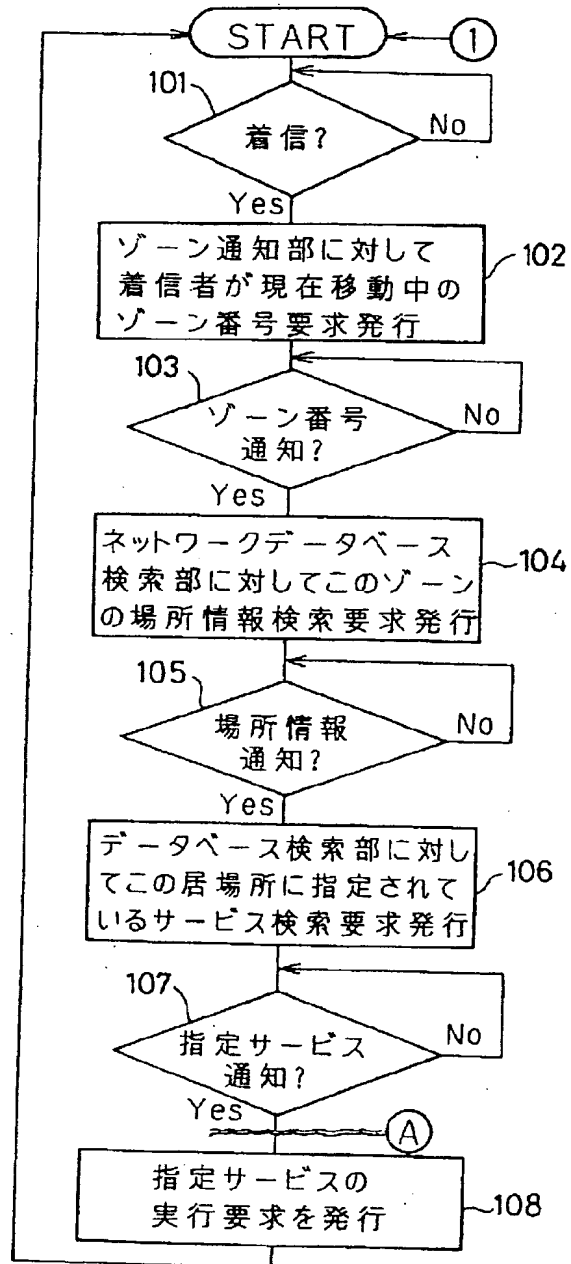 START
1
101
着信?
No
Yes
ゾーン通知部に対して
着信者が現在移動中の
ゾーン番号要求発行
102
103
ゾーン番号
通知?
No
Yes
ネットワークデータベース
検索部に対してこのゾーン
の場所情報検索要求発行
104
105
場所情報
通知?
No
Yes
データベース検索部に対し
てこの居場所に指定されて
いるサービス検索要求発行
106
107
指定サービス
通知?
No
Yes
A
指定サービスの
実行要求を発行
108